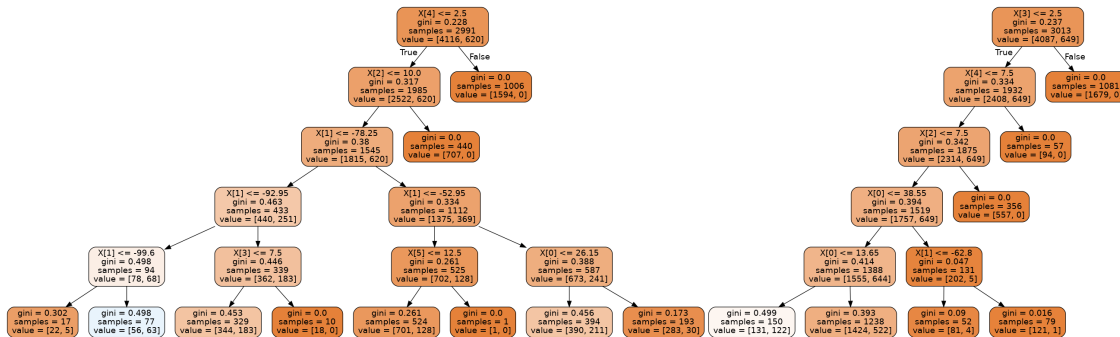 X[4] <= 2.5
gini = 0.228
samples = 2991
value = [4116, 620]
True
False
X[2] <= 10.0
gini = 0.317
samples = 1985
value = [2522, 620]
gini = 0.0
samples = 1006
value = [1594, 0]
X[1] <= -78.25
gini = 0.38
samples = 1545
value = [1815, 620]
gini = 0.0
samples = 440
value = [707, 0]
X[1] <= -92.95
gini = 0.463
samples = 433
value = [440, 251]
X[1] <= -52.95
gini = 0.334
samples = 1112
value = [1375, 369]
X[1] <= -99.6
gini = 0.498
samples = 94
value = [78, 68]
X[3] <= 7.5
gini = 0.446
samples = 339
value = [362, 183]
X[5] <= 12.5
gini = 0.261
samples = 525
value = [702, 128]
X[0] <= 26.15
gini = 0.388
samples = 587
value = [673, 241]
gini = 0.302
samples = 17
value = [22, 5]
gini = 0.498
samples = 77
value = [56, 63]
gini = 0.453
samples = 329
value = [344, 183]
gini = 0.0
samples = 10
value = [18, 0]
gini = 0.261
samples = 524
value = [701, 128]
gini = 0.0
samples = 1
value = [1, 0]
gini = 0.456
samples = 394
value = [390, 211]
gini = 0.173
samples = 193
value = [283, 30]
X[3] <= 2.5
gini = 0.237
samples = 3013
value = [4087, 649]
True
False
X[4] <= 7.5
gini = 0.334
samples = 1932
value = [2408, 649]
gini = 0.0
samples = 1081
value = [1679, 0
X[2] <= 7.5
gini = 0.342
samples = 1875
value = [2314, 649]
gini = 0.0
samples = 57
value = [94, 0]
X[0] <= 38.55
gini = 0.394
samples = 1519
value = [1757, 649]
gini = 0.0
samples = 356
value = [557, 0]
X[0] <= 13.65
gini = 0.414
samples = 1388
value = [1555, 644]
X[1] <= -62.8
gini = 0.047
samples = 131
value = [202, 5]
gini = 0.499
samples = 150
value = [131, 122]
gini = 0.393
samples = 1238
value = [1424, 522]
gini = 0.09
samples = 52
value = [81, 4]
gini = 0.016
samples = 79
value = [121, 1]